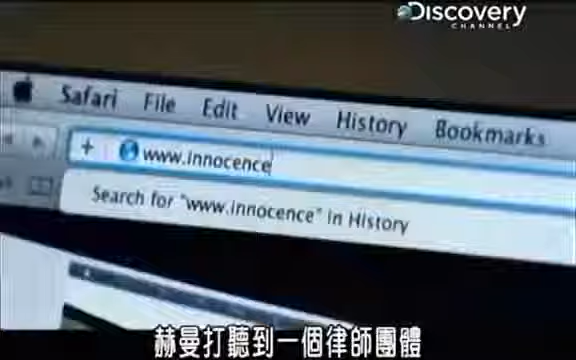 Discovery
CHANNEL
Safari File Edit View History Bookmarks
www.innocence
Search for "www.innocence" in History
赫曼打聽到一個律師團體